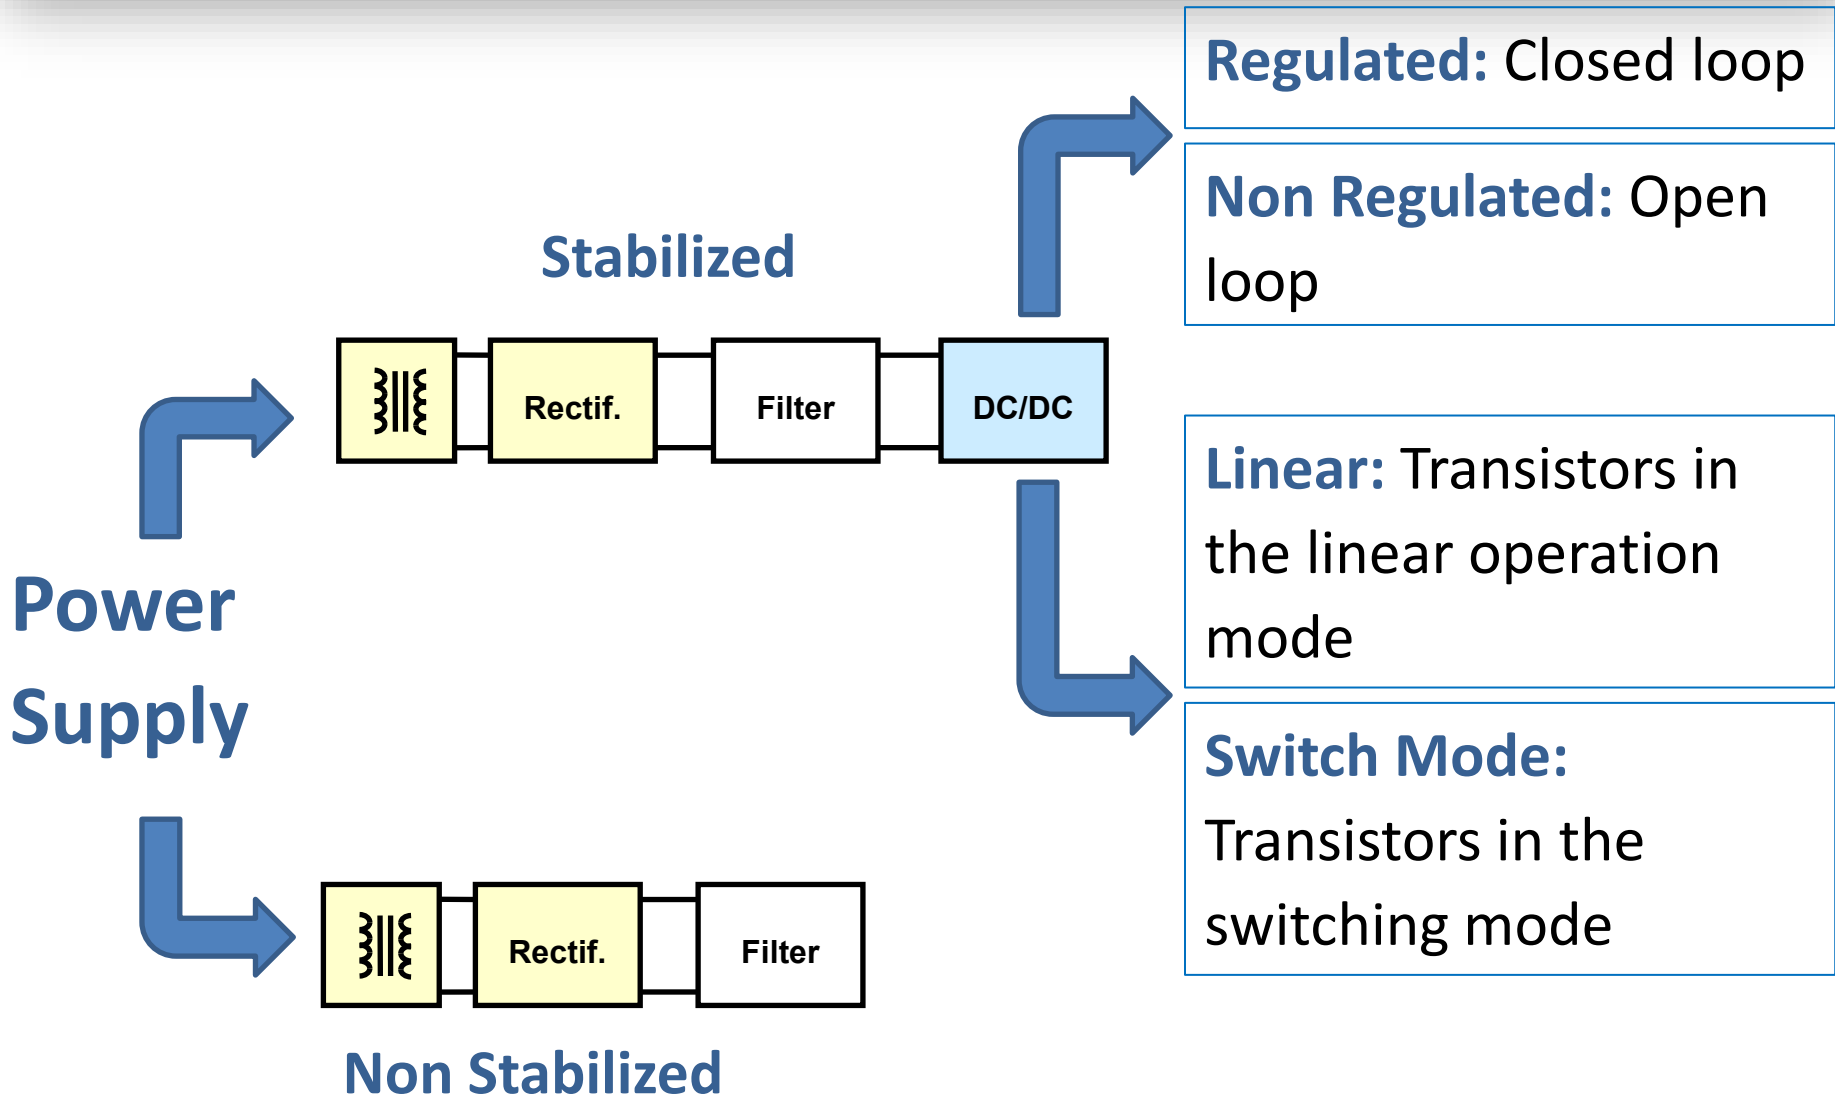 Regulated: Closed loop
Non Regulated: Open
loop
Stabilized
Rectif.
Filter
DC/DC
Linear: Transistors in
the linear operation
mode
Power
Supply
Switch Mode:
Transistors in the
switching mode
Rectif.
Filter
Non Stabilized